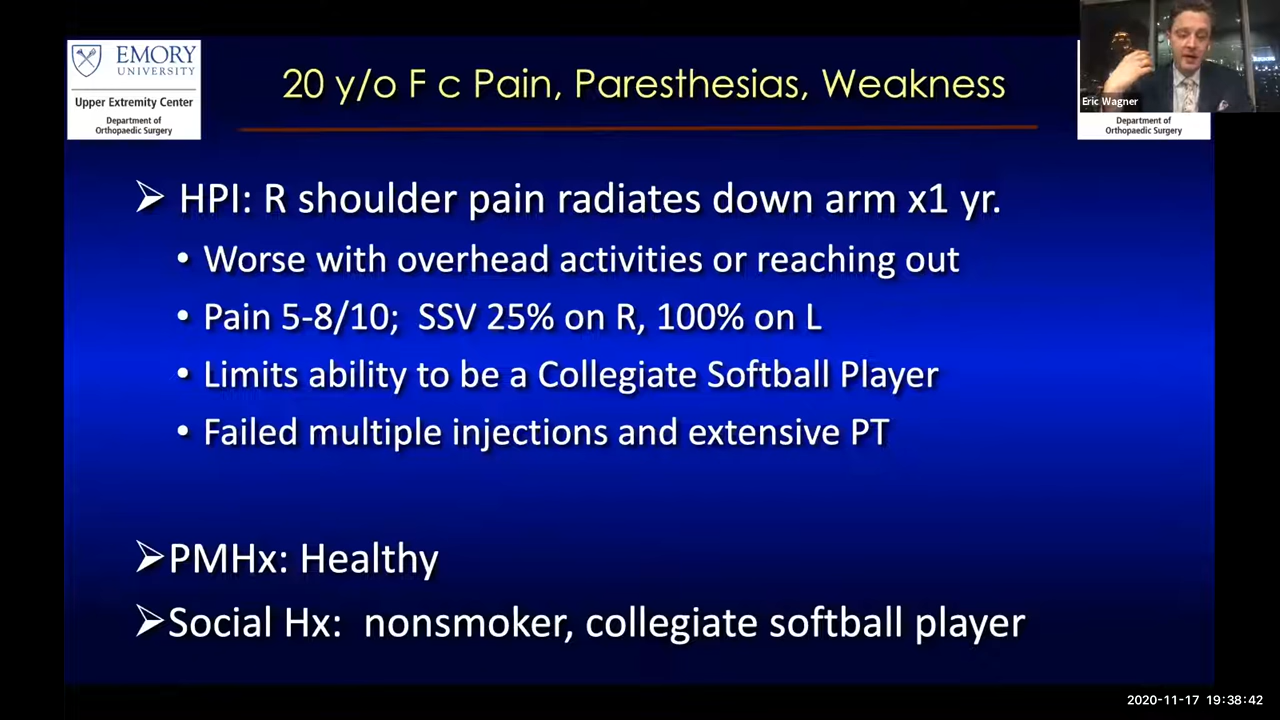 EMORY
UNIVERSITY
Upper Extremity Center
Department of
Orthopaedic Surgery
20 y/o F c Pain, Paresthesias, Weakness
Eric Wagner
Department of
Orthopaedic Surgery
➢ HPI: R shoulder pain radiates down arm x1 yr.
• Worse with overhead activities or reaching out
• Pain 5-8/10; SSV 25% on R, 100% on L
• Limits ability to be a Collegiate Softball Player
• Failed multiple injections and extensive PT
➢PMHx: Healthy
➢Social Hx: nonsmoker, collegiate softball player
2020-11-17 19:38:42